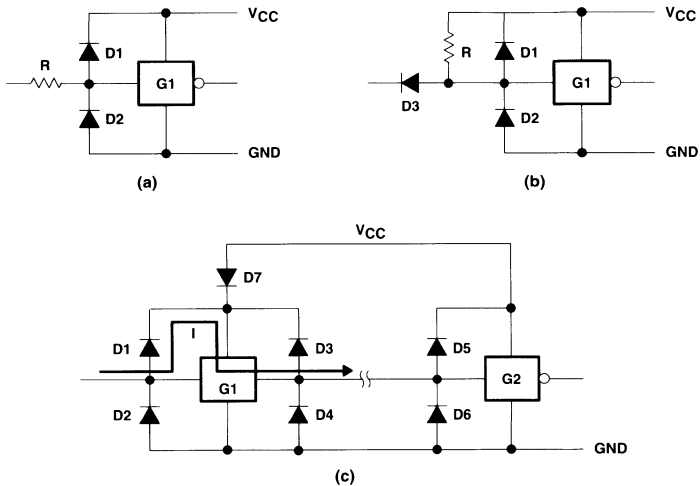 VCC
D1
R
G1
D2
GND
(a)
VCC
R
D1
G1
D3
D2
GND
(b)
VCC
D7
I
D1
D3
D5
G1
G2
D2
D4
D6
GND
(c)